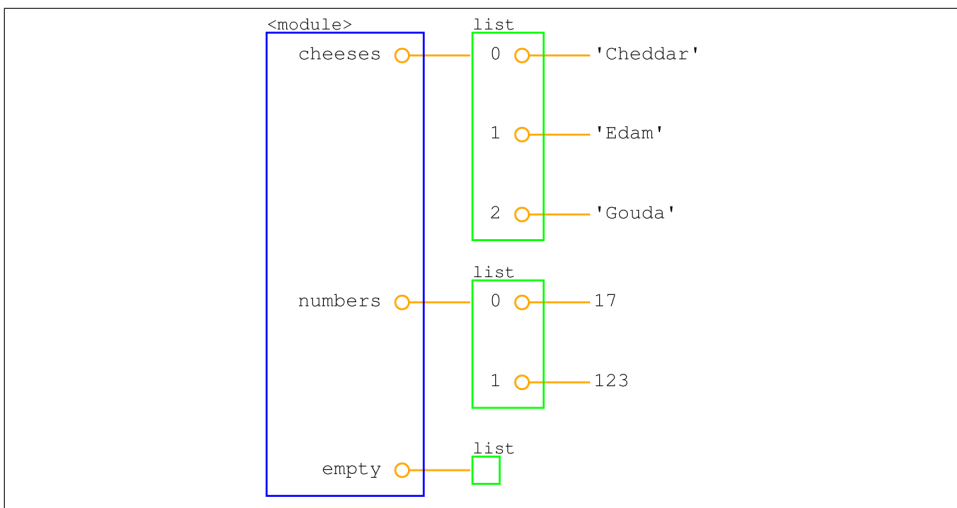 <module> list
cheeses 0 'Cheddar'
1 'Edam'
2 'Gouda'
list
numbers 0 17
1 123
list
empty